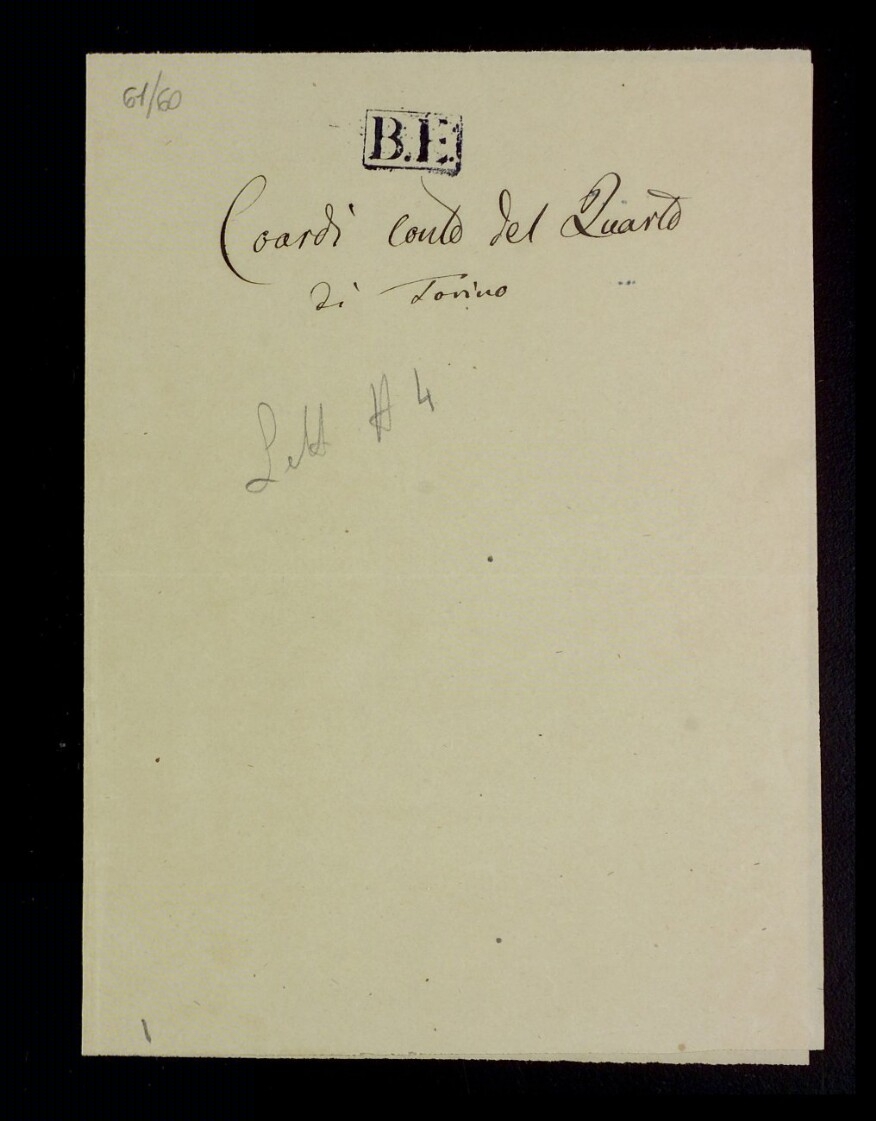 61/60
B.E.
Coardi conte del Quarto
di Torino
Lett N 4
1